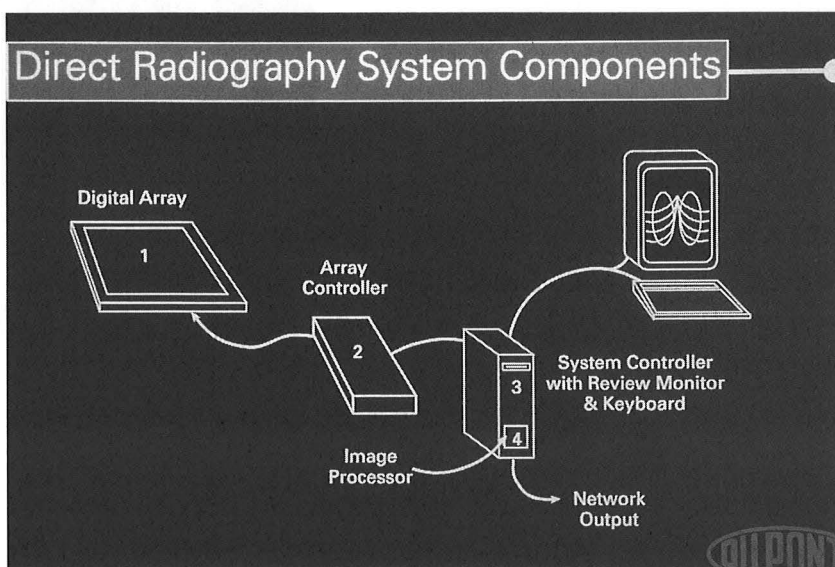 Direct Radiography System Components
Digital Array
1
Array
Controller
2
3
System Controller
with Review Monitor
& Keyboard
4
Image
Processor
Network
Output
DUPONT